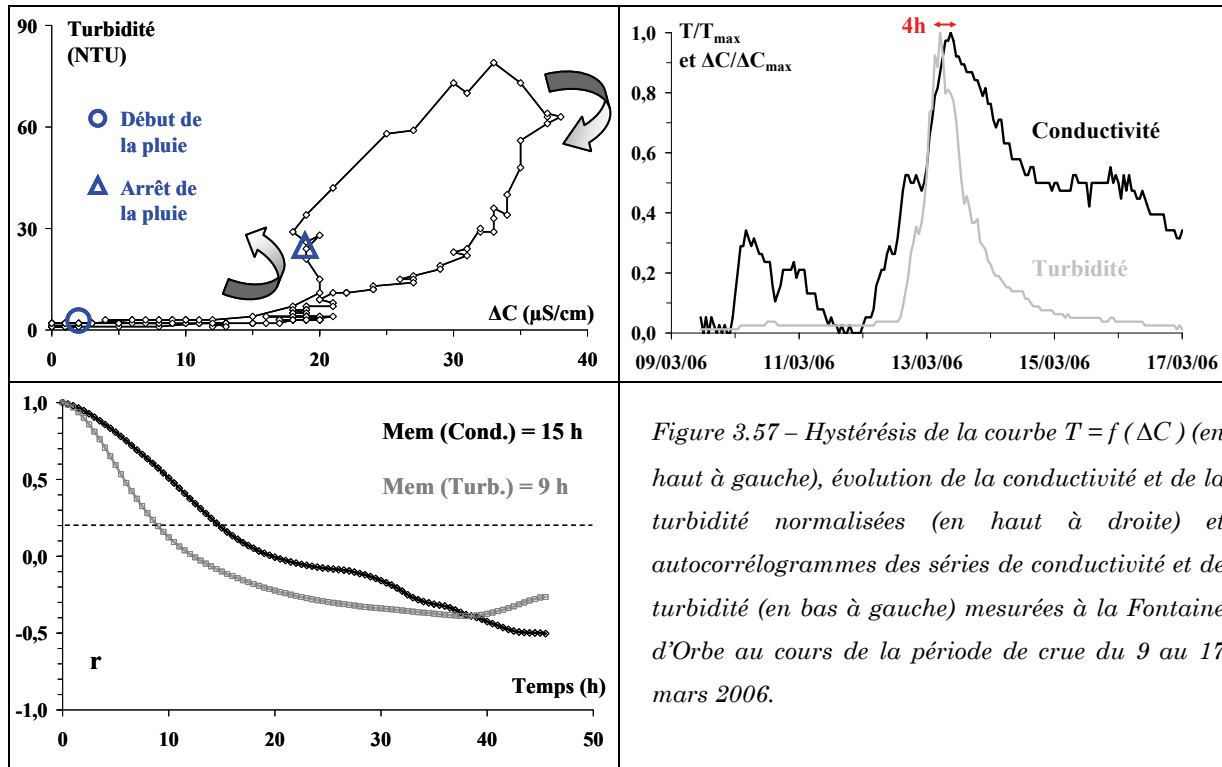 Turbidité
(NTU)
90
60
30
0
Début de
la pluie
Arrêt de
la pluie
ΔC (µS/cm)
0 10 20 30 40
4h
T/Tmax
et ΔC/ΔCmax
1,0
0,8
0,6
0,4
0,2
0,0
Conductivité
Turbidité
09/03/06 11/03/06 13/03/06 15/03/06 17/03/06
1,0
0,5
0,0
-0,5
-1,0
Mem (Cond.) = 15 h
Mem (Turb.) = 9 h
r
Temps (h)
0 10 20 30 40 50
Figure 3.57 – Hystérésis de la courbe T = f ( ΔC ) (en
haut à gauche), évolution de la conductivité et de la
turbidité normalisées (en haut à droite) et
autocorrélogrammes des séries de conductivité et de
turbidité (en bas à gauche) mesurées à la Fontaine
d'Orbe au cours de la période de crue du 9 au 17
mars 2006.